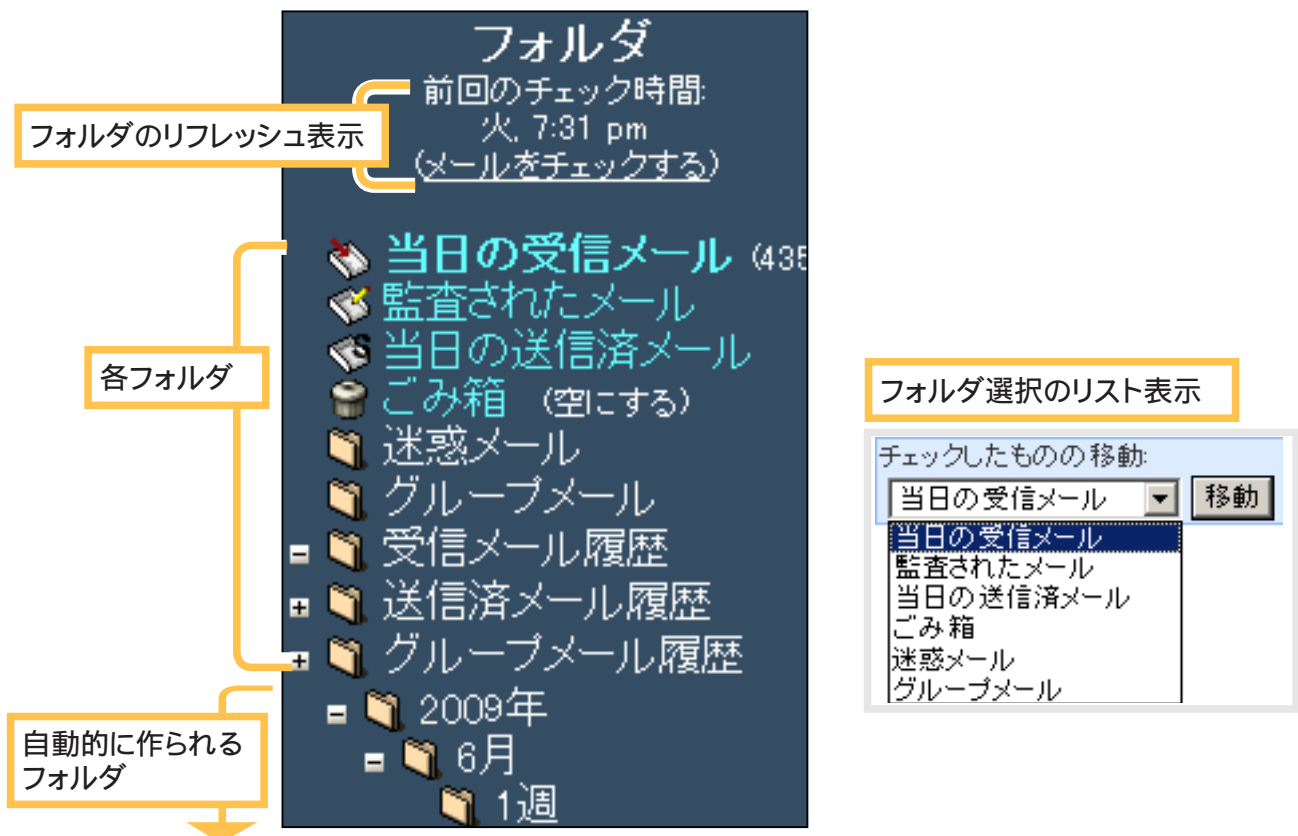 フォルダ
前回のチェック時間:
火, 7:31 pm
(メールをチェックする)
フォルダのリフレッシュ表示
当日の受信メール (435
監査されたメール
当日の送信済メール
ごみ箱 (空にする)
迷惑メール
グループメール
受信メール履歴
送信済メール履歴
グループメール履歴
2009年
6月
1週
各フォルダ
自動的に作られる
フォルダ
フォルダ選択のリスト表示
チェックしたものの移動:
当日の受信メール 移動
当日の受信メール
監査されたメール
当日の送信済メール
ごみ箱
迷惑メール
グループメール